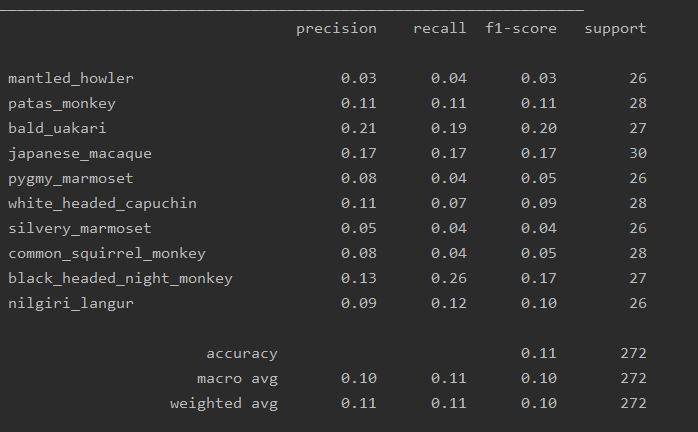 precision recall f1-score support
mantled_howler 0.03 0.04 0.03 26
patas_monkey 0.11 0.11 0.11 28
bald_uakari 0.21 0.19 0.20 27
japanese_macaque 0.17 0.17 0.17 30
pygmy_marmoset 0.08 0.04 0.05 26
white_headed_capuchin 0.11 0.07 0.09 28
silvery_marmoset 0.05 0.04 0.04 26
common_squirrel_monkey 0.08 0.04 0.05 28
black_headed_night_monkey 0.13 0.26 0.17 27
nilgiri_langur 0.09 0.12 0.10 26
accuracy 0.11 272
macro avg 0.10 0.11 0.10 272
weighted avg 0.11 0.11 0.10 272